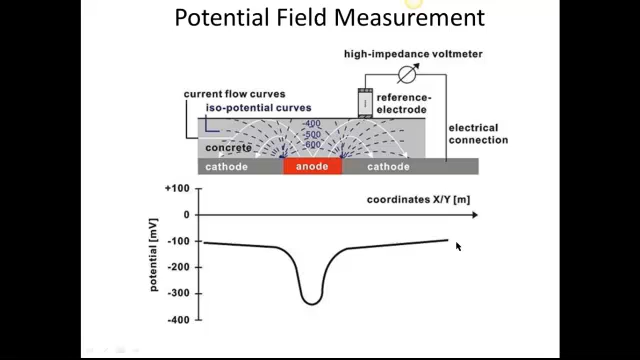 Potential Field Measurement
high-impedance voltmeter
current flow curves
iso-potential curves
reference-
electrode
-400
-500
-600
electrical
connection
concrete
cathode
anode
cathode
+100
coordinates X/Y [m]
0
-100
potential [mV]
-200
-300
-400